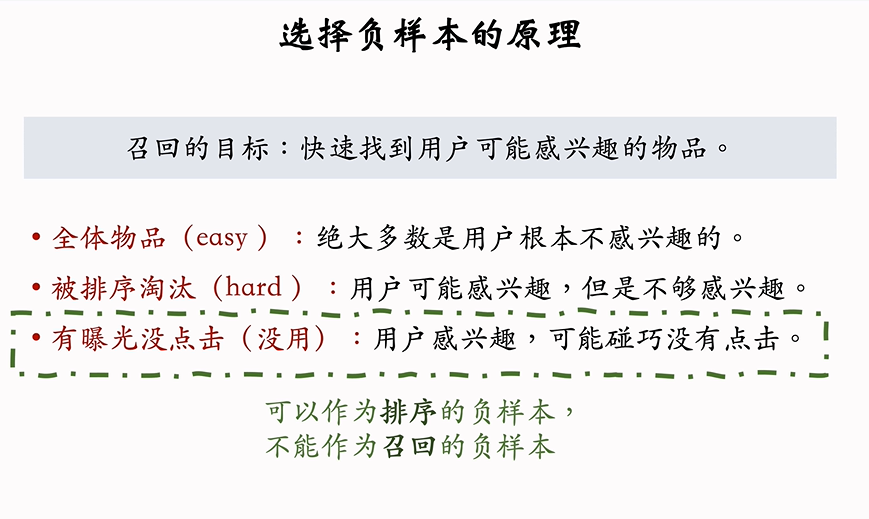 选择负样本的原理
召回的目标：快速找到用户可能感兴趣的物品。
• 全体物品（easy ）：绝大多数是用户根本不感兴趣的。
• 被排序淘汰（hard ）：用户可能感兴趣，但是不够感兴趣。
• 有曝光没点击（没用）：用户感兴趣，可能碰巧没有点击。
可以作为排序的负样本，
不能作为召回的负样本